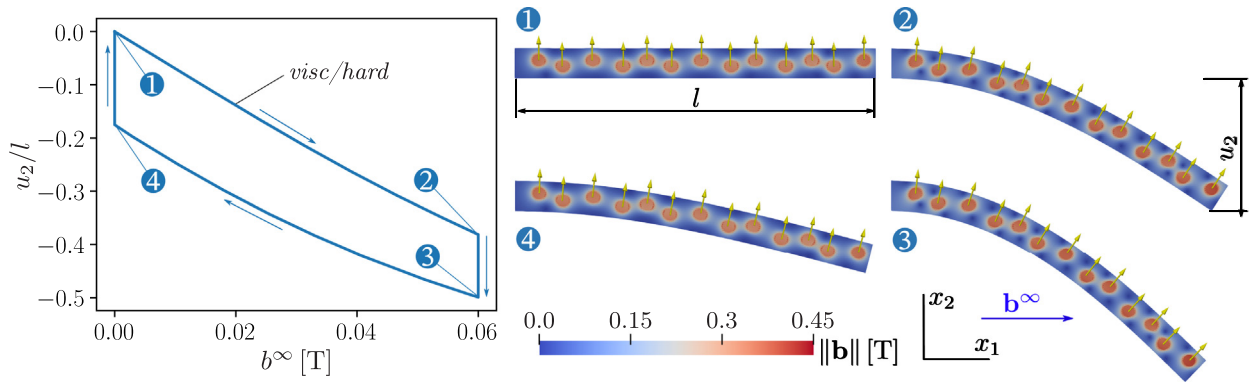 0.0
−0.1
−0.2
−0.3
−0.4
−0.5
u₂/l
0.00 0.02 0.04 0.06
b^∞ [T]
visc/hard
1
2
3
4
1
l
2
u₂
4
3
0.0 0.15 0.3 0.45
‖b‖ [T]
x₂
b^∞
x₁